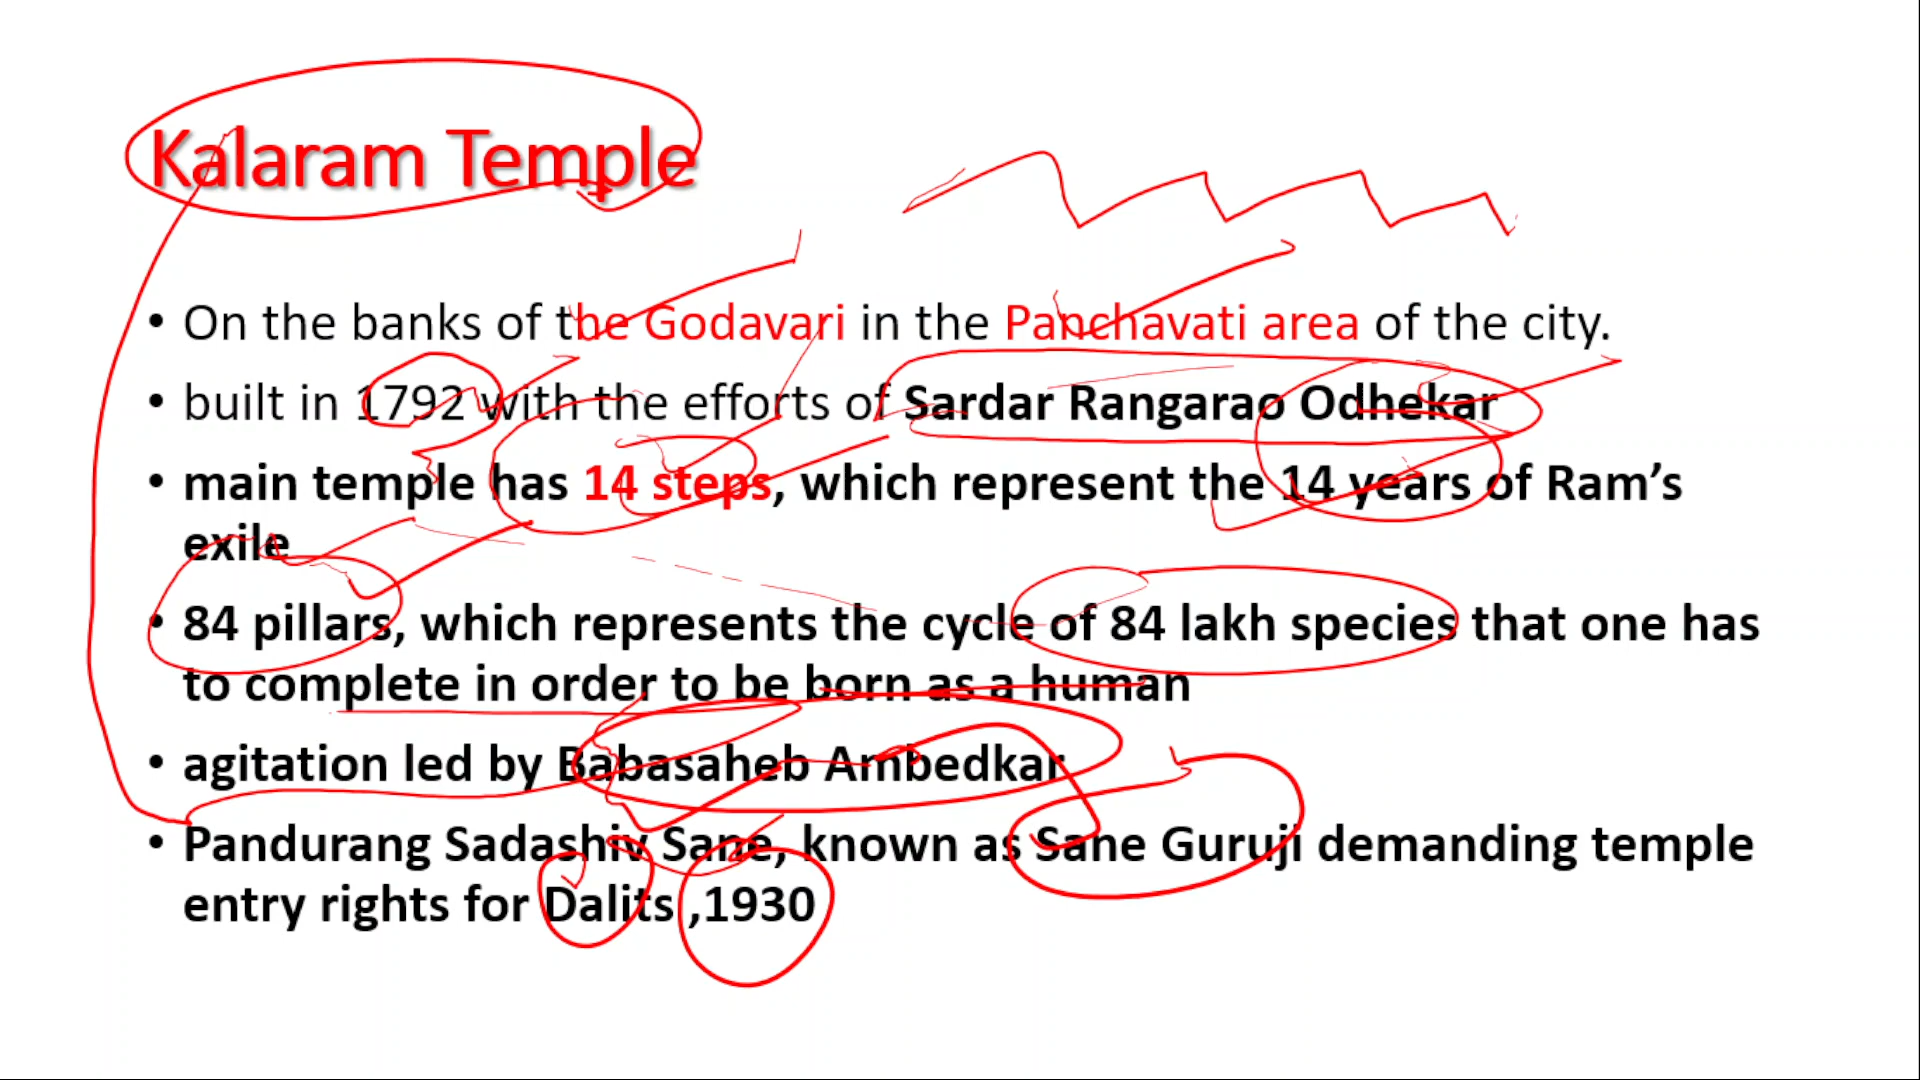 Kalaram Temple
• On the banks of the Godavari in the Panchavati area of the city.
• built in 1792 with the efforts of Sardar Rangarao Odhekar
• main temple has 14 steps, which represent the 14 years of Ram’s
exile
• 84 pillars, which represents the cycle of 84 lakh species that one has
to complete in order to be born as a human
• agitation led by Babasaheb Ambedkar
• Pandurang Sadashiv Sane, known as Sane Guruji demanding temple
entry rights for Dalits ,1930